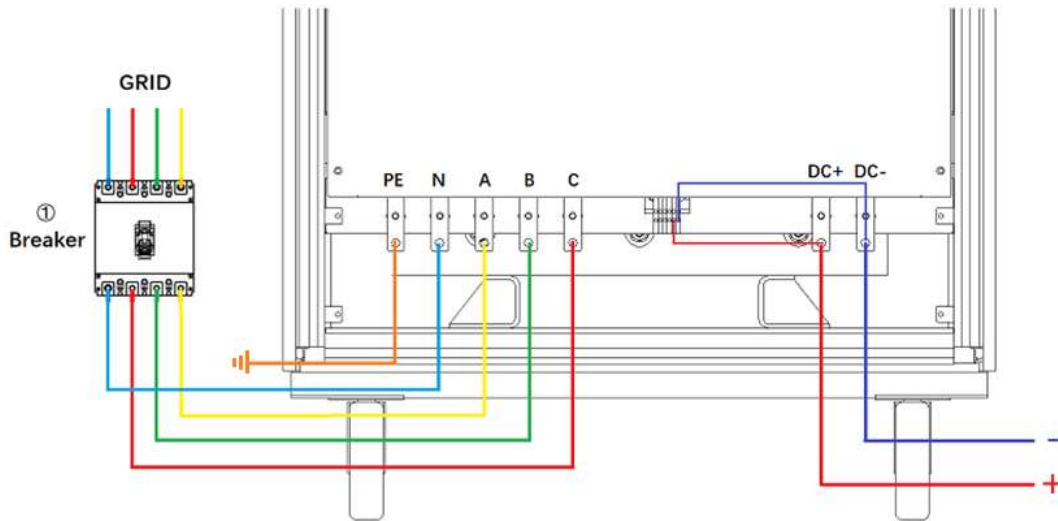 GRID
①
Breaker
PE N A B C
DC+ DC-
-
+